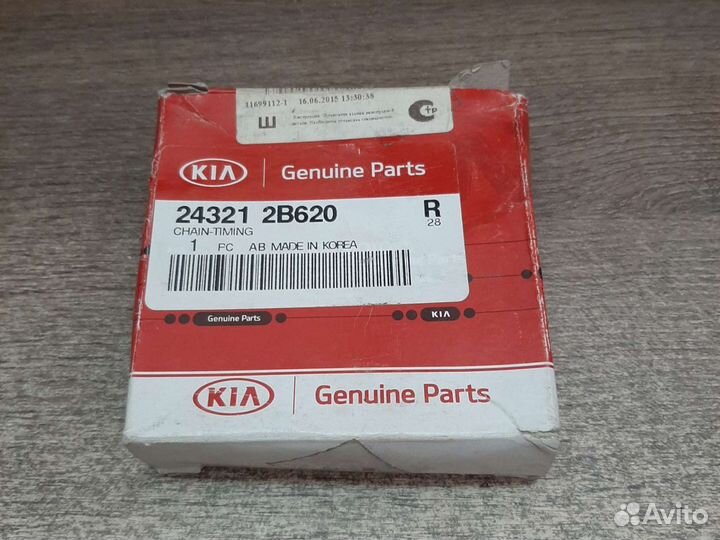 11699112-1 16.06.2015 13:30:38
Ш
KIA Genuine Parts
24321 2B620 R
28
CHAIN-TIMING
1 PC AB MADE IN KOREA
Parts
Genuine Parts KIA
KIA Genuine Parts
Avito